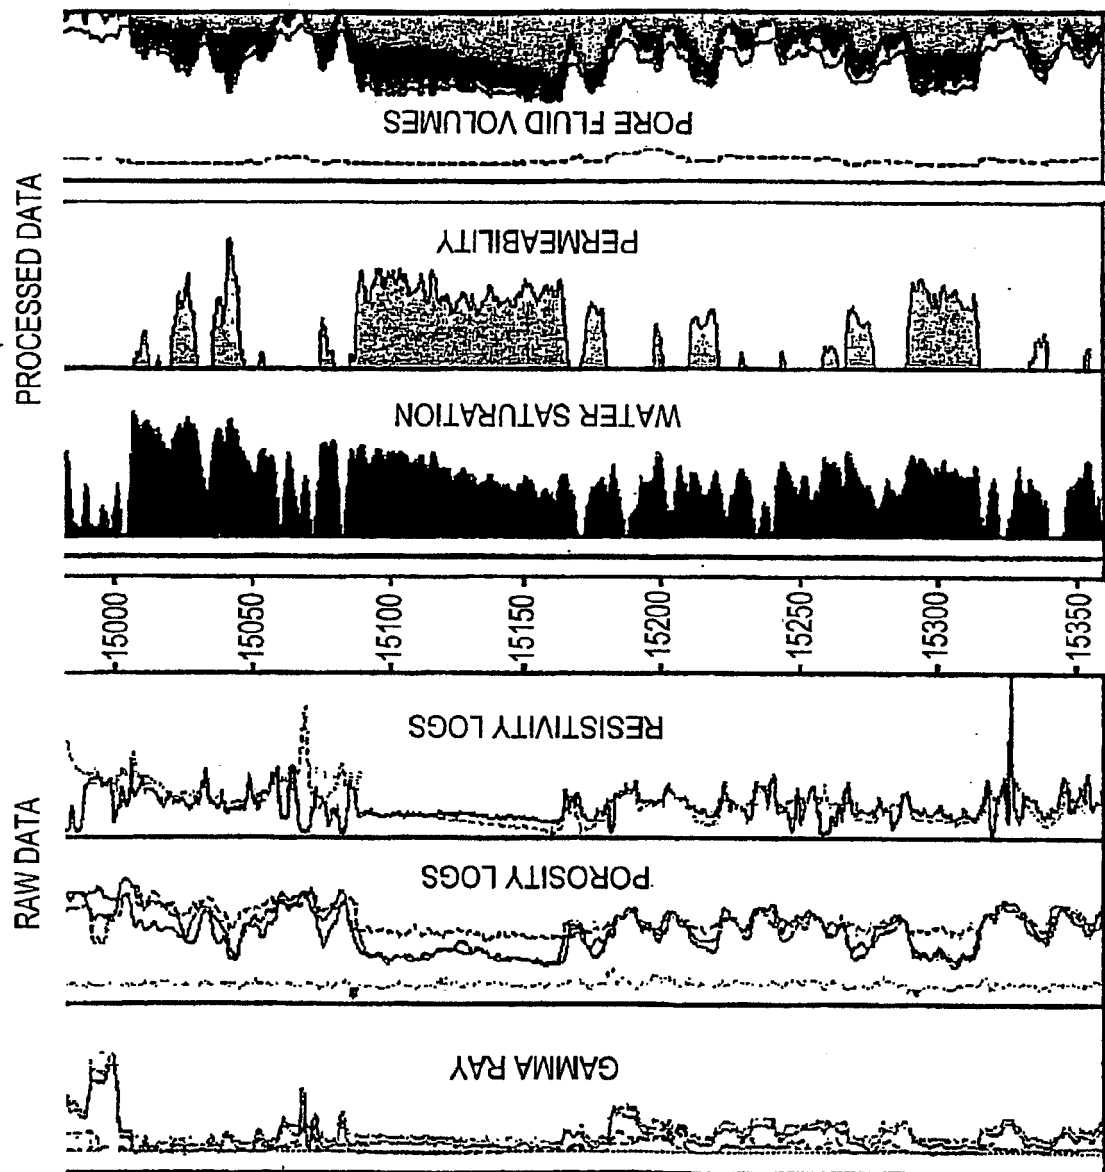 PROCESSED DATA
PORE FLUID VOLUMES
PERMEABILITY
WATER SATURATION
15000
15050
15100
15150
15200
15250
15300
15350
RAW DATA
RESISTIVITY LOGS
POROSITY LOGS
GAMMA RAY